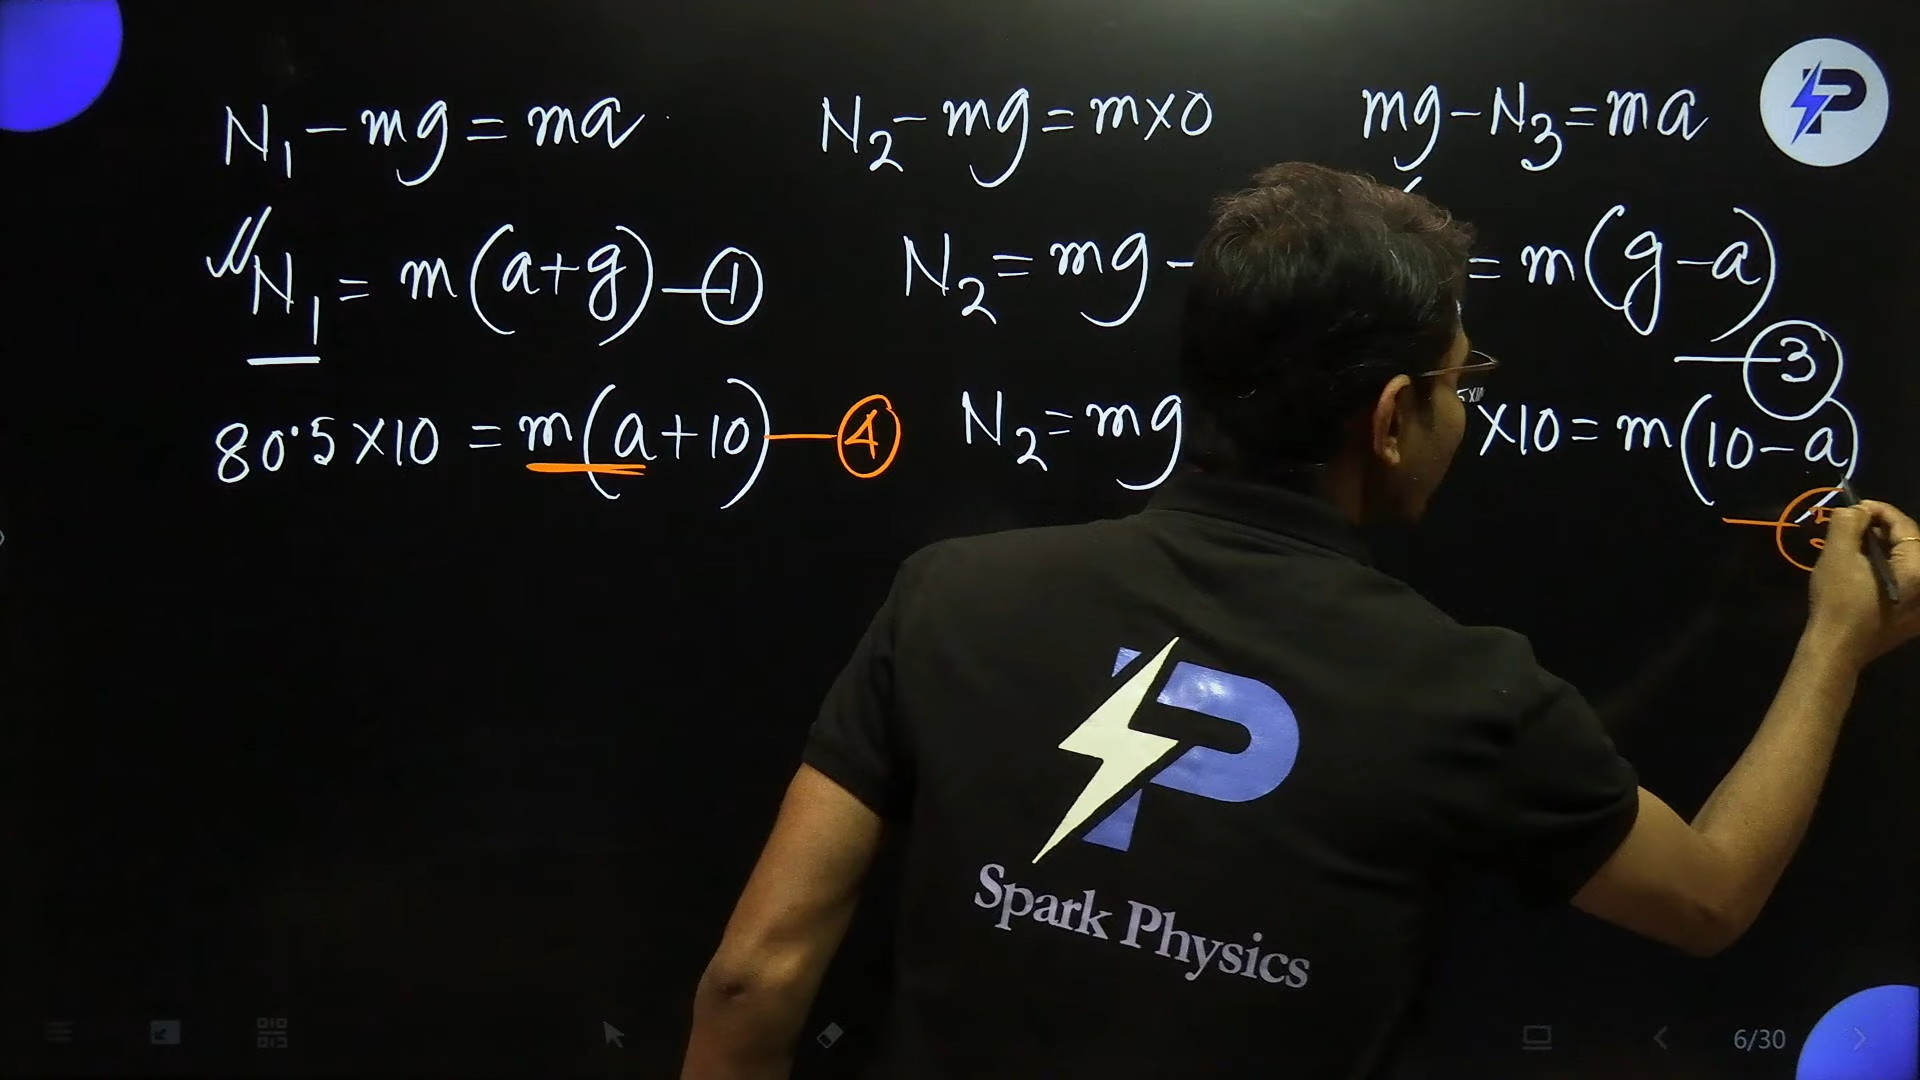 N₁ - mg = ma
N₁ = m(a+g) — ①
80.5 × 10 = m(a+10) — ④
N₂ - mg = m×0
N₂ = mg -
N₂ = mg
mg - N₃ = ma
= m(g-a)
— ③
×10 = m(10-a)
— 5
P
P
Spark Physics
6/30